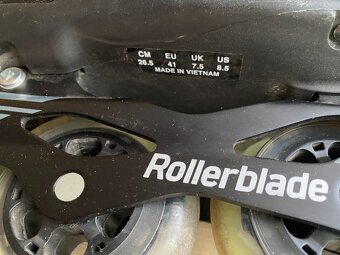 CM EU UK US
26.5 41 7.5 8.5
MADE IN VIETNAM
Rollerblade